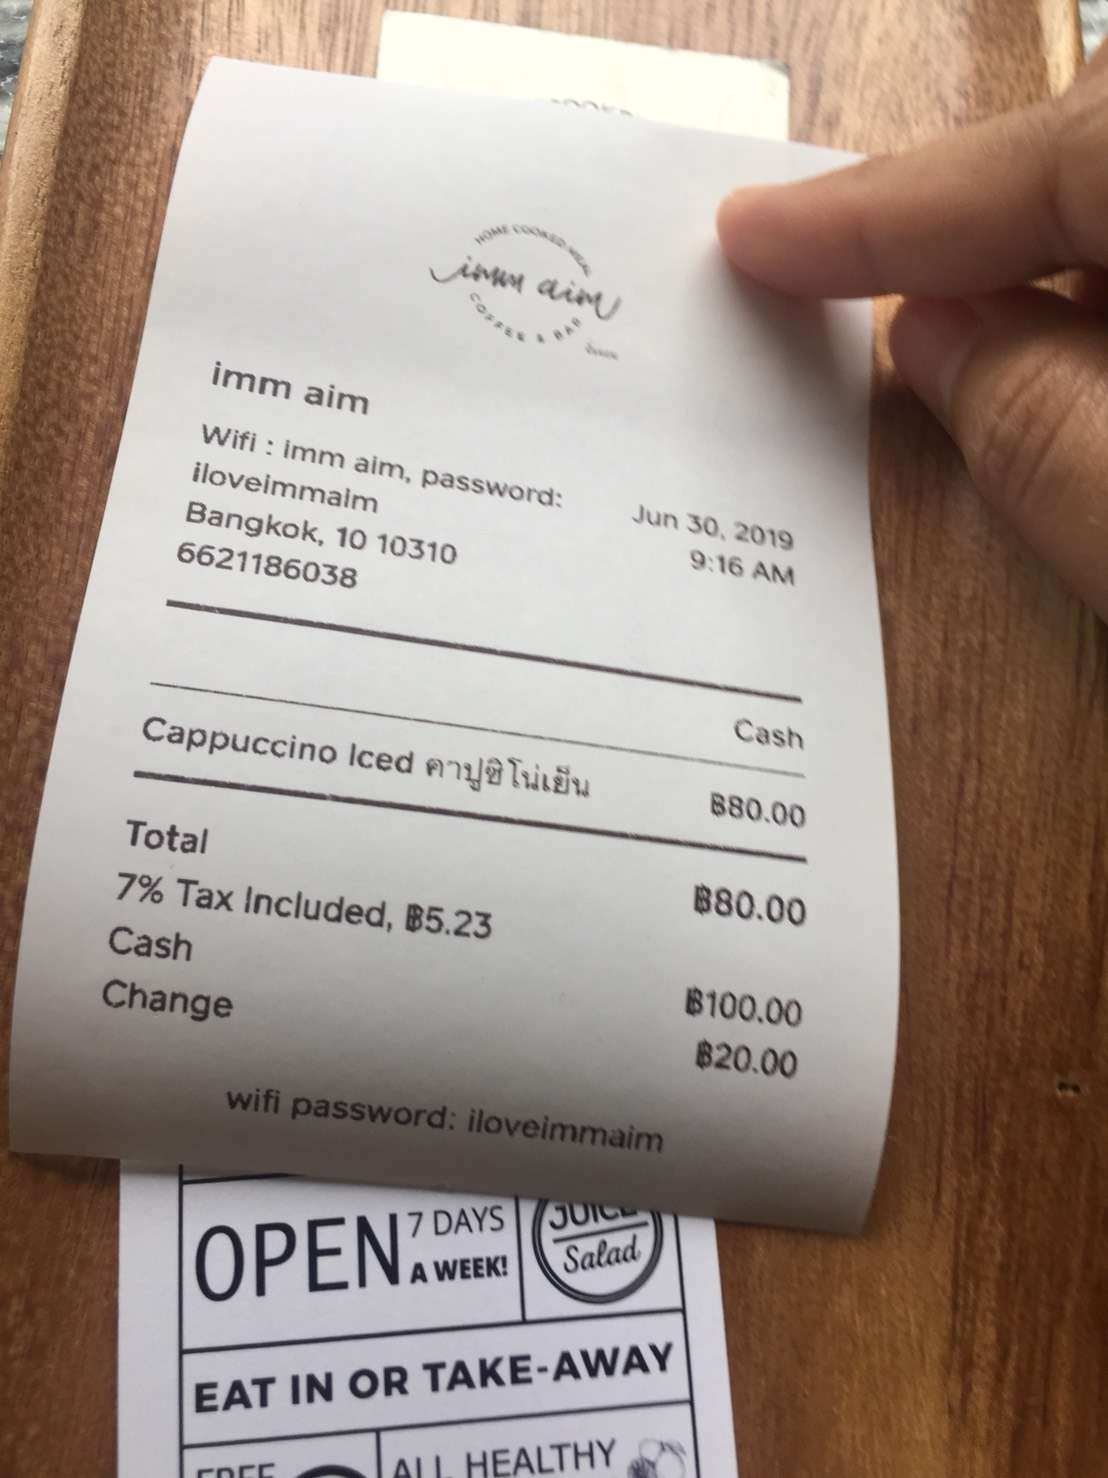 HOME COOKED MEAL
imm aim
COFFEE & BAR
imm aim
Wifi : imm aim, password:
iloveimmaim
Bangkok, 10 10310
6621186038
Jun 30, 2019
9:16 AM
Cash
Cappuccino Iced คาปูชิโน่เย็น ฿80.00
Total ฿80.00
7% Tax Included, ฿5.23
Cash ฿100.00
Change ฿20.00
wifi password: iloveimmaim
OPEN 7 DAYS
A WEEK!
JUICE
Salad
EAT IN OR TAKE-AWAY
FREE
ALL HEALTHY